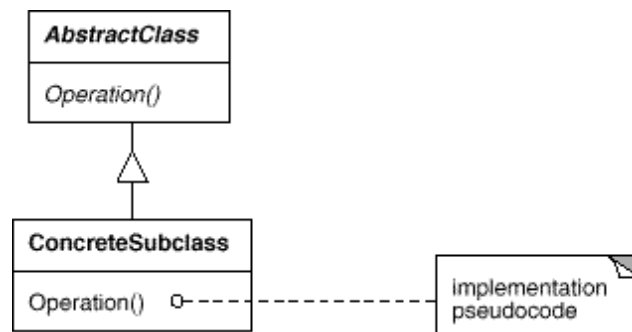 AbstractClass
Operation()
ConcreteSubclass
Operation()
implementation
pseudocode